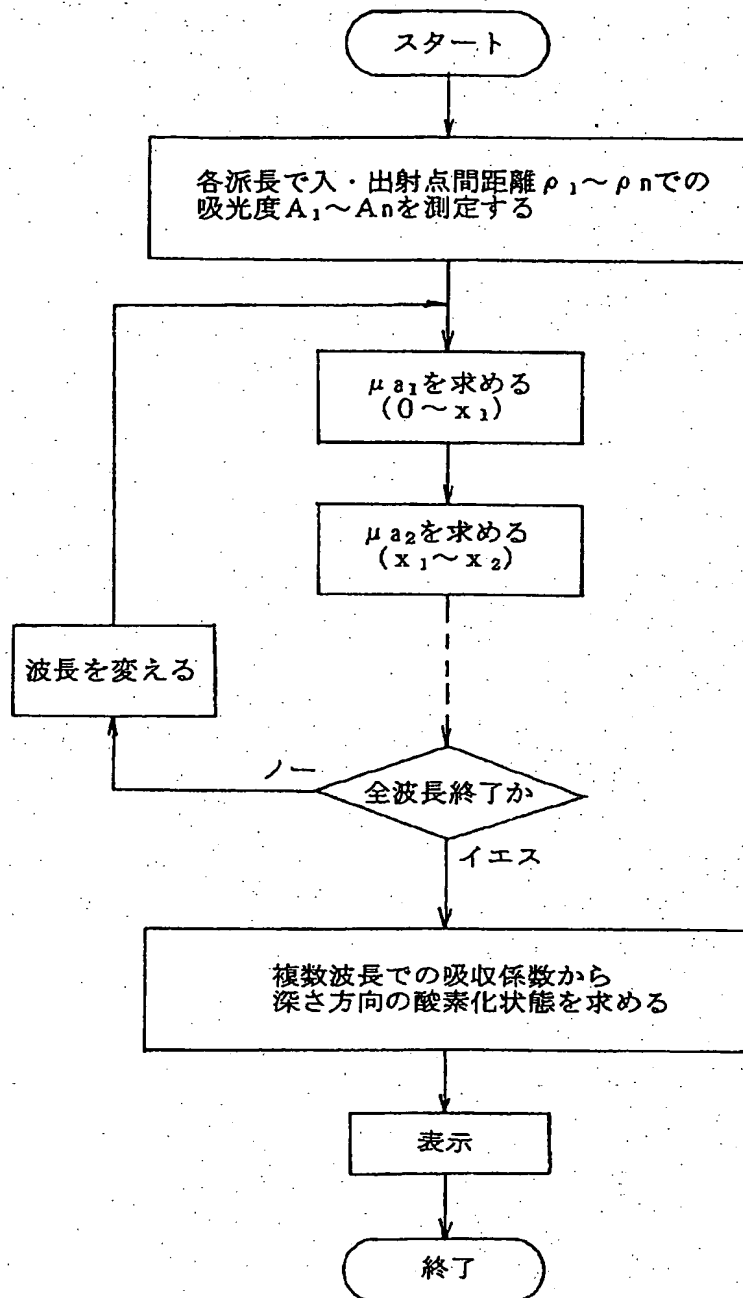 スタート
各派長で入・出射点間距離ρ₁～ρnでの
吸光度A₁～Anを測定する
μa₁を求める
(0～x₁)
μa₂を求める
(x₁～x₂)
波長を変える
ノー
全波長終了か
イエス
複数波長での吸収係数から
深さ方向の酸素化状態を求める
表示
終了